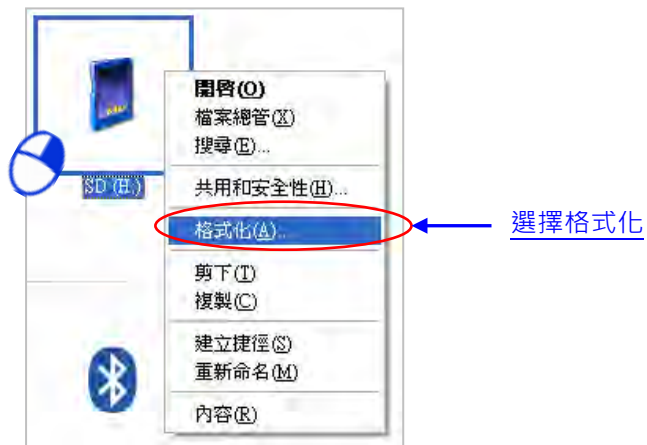 開啓(O)
檔案總管(X)
搜尋(E)...
SD (H:)
共用和安全性(H)...
格式化(A)...
選擇格式化
剪下(T)
複製(C)
建立捷徑(S)
重新命名(M)
內容(R)